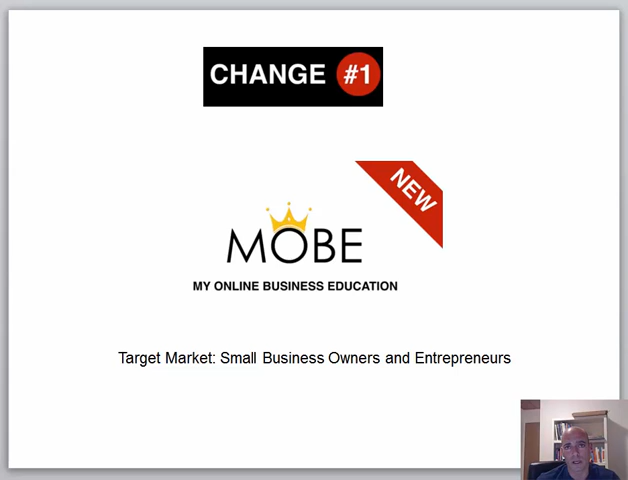 CHANGE #1
NEW
MOBE
MY ONLINE BUSINESS EDUCATION
Target Market: Small Business Owners and Entrepreneurs